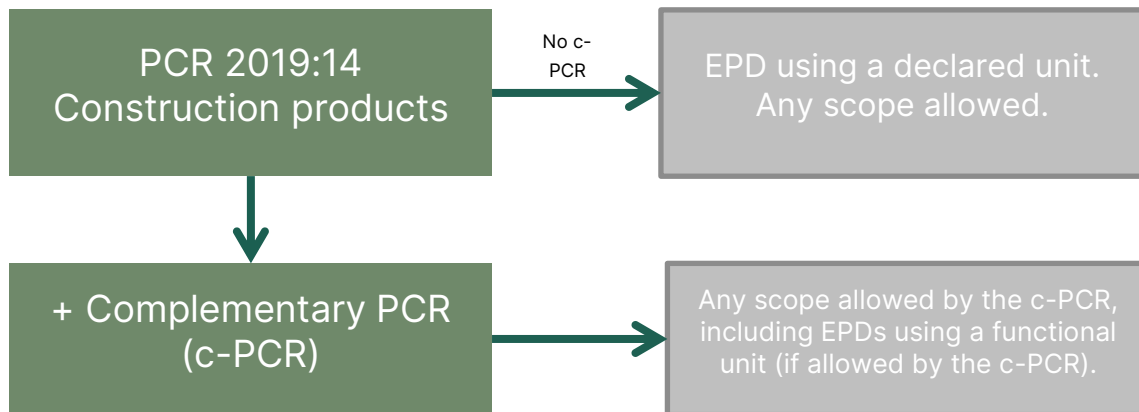 PCR 2019:14
Construction products
No c-
PCR
EPD using a declared unit.
Any scope allowed.
+ Complementary PCR
(c-PCR)
Any scope allowed by the c-PCR,
including EPDs using a functional
unit (if allowed by the c-PCR).